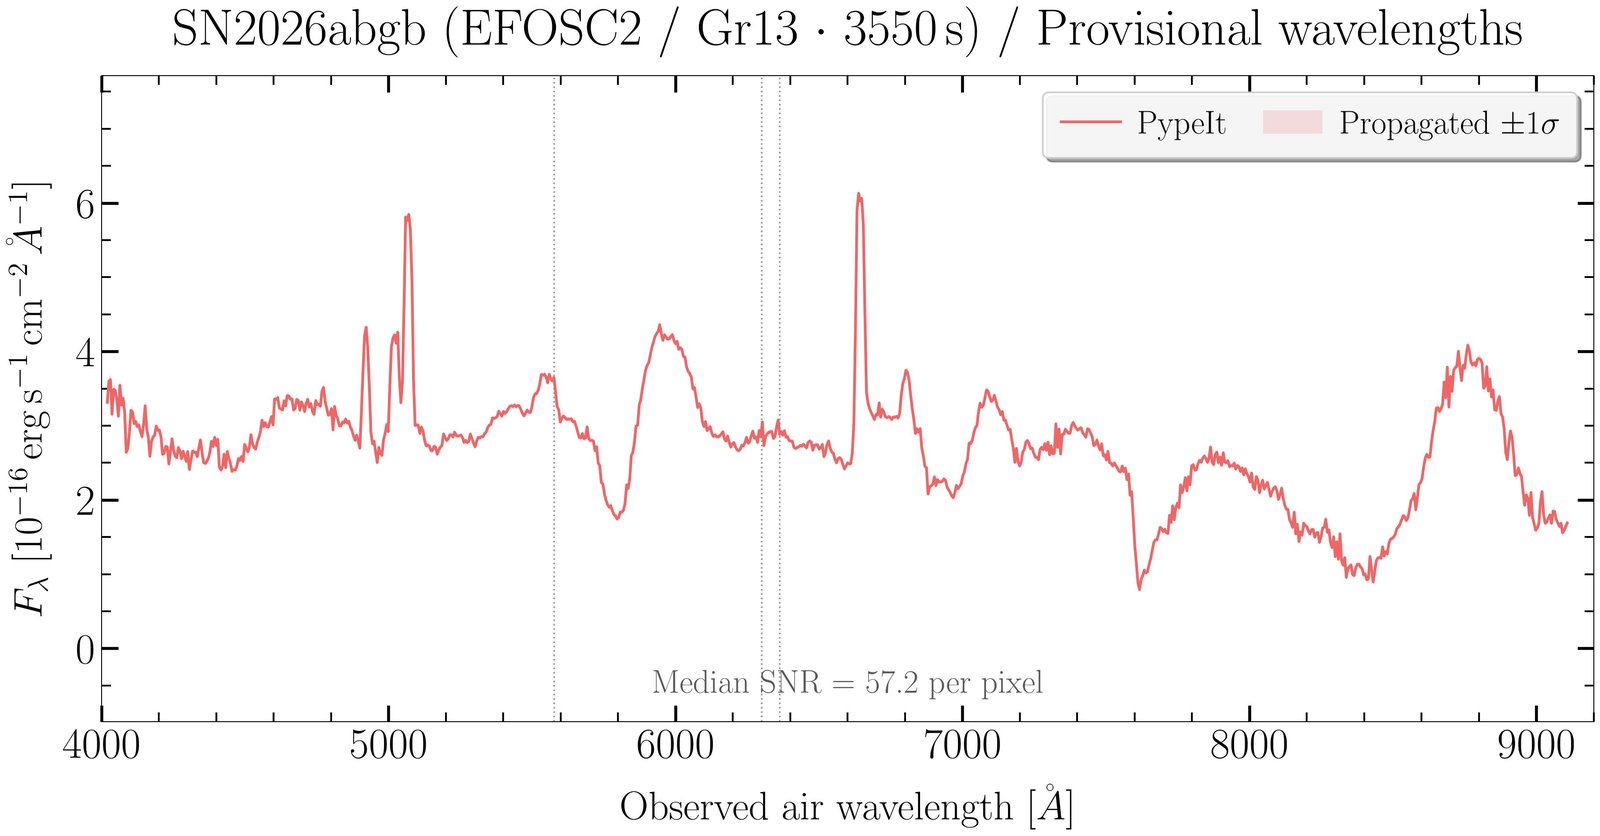 SN2026abgb (EFOSC2 / Gr13 · 3550 s) / Provisional wavelengths
PypeIt
Propagated ±1σ
F_λ [10⁻¹⁶ erg s⁻¹ cm⁻² Å⁻¹]
6
4
2
0
Median SNR = 57.2 per pixel
4000 5000 6000 7000 8000 9000
Observed air wavelength [Å]